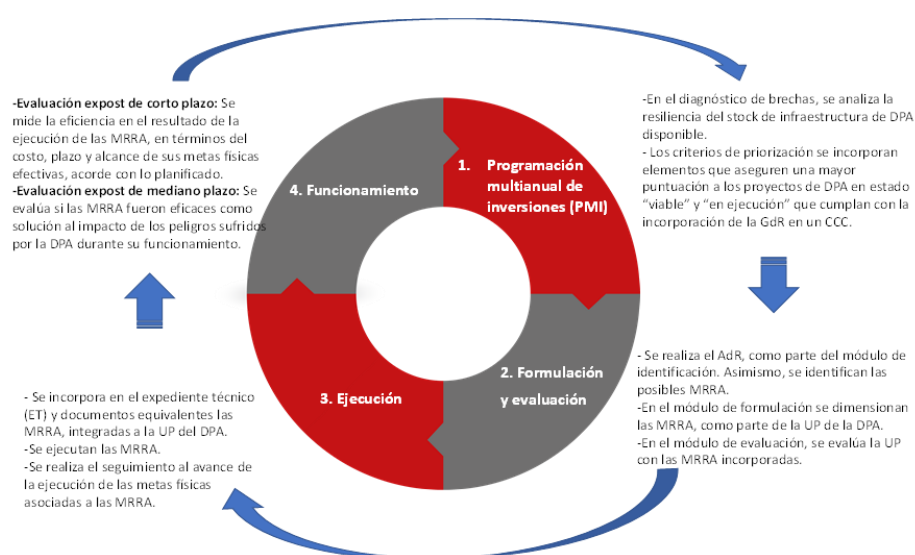 -Evaluación expost de corto plazo: Se
mide la eficiencia en el resultado de la
ejecución de las MRRA, en términos del
costo, plazo y alcance de sus metas físicas
efectivas, acorde con lo planificado.
-Evaluación expost de mediano plazo: Se
evalúa si las MRRA fueron eficaces como
solución al impacto de los peligros sufridos
por la DPA durante su funcionamiento.
4. Funcionamiento
1. Programación
multianual de
inversiones (PMI)
-En el diagnóstico de brechas, se analiza la
resiliencia del stock de infraestructura de DPA
disponible.
- Los criterios de priorización se incorporan
elementos que aseguren una mayor
puntuación a los proyectos de DPA en estado
“viable” y “en ejecución” que cumplan con la
incorporación de la GdR en un CCC.
- Se realiza el AdR, como parte del módulo de
identificación. Asimismo, se identifican las
posibles MRRA.
-En el módulo de formulación se dimensionan
las MRRA, como parte de la UP de la DPA.
-En el módulo de evaluación, se evalúa la UP
con las MRRA incorporadas.
2. Formulación
y evaluación
3. Ejecución
- Se incorpora en el expediente técnico
(ET) y documentos equivalentes las
MRRA, integradas a la UP del DPA.
-Se ejecutan las MRRA.
-Se realiza el seguimiento al avance de
la ejecución de las metas físicas
asociadas a las MRRA.